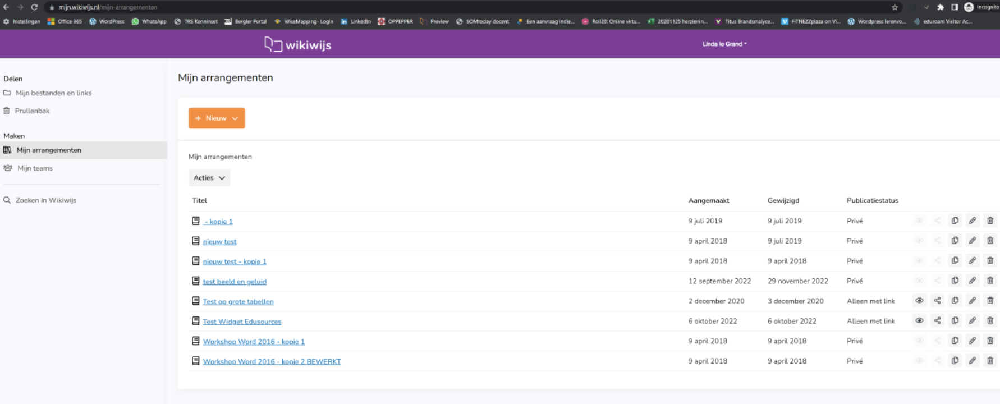 mijn.wikiwijs.nl/mijn-arrangementen Incognito
Instellingen Office 365 WordPress WhatsApp TRS Kenninset Bergler Portal WiseMapping- Login LinkedIn OPPEPPER Preview SOMtoday docent Een aanvraag indie... Roll20: Online virtu... 20201125 herzienin... Titus Brandsmalyce... FiTNEZZplaza on Vi... Wordpress lerenvo... eduroam Visitor Ac...
wikiwijs Linda le Grand
Delen
Mijn bestanden en links
Prullenbak
Maken
Mijn arrangementen
Mijn teams
Zoeken in Wikiwijs
Mijn arrangementen
+ Nieuw
Mijn arrangementen
Acties
Titel Aangemaakt Gewijzigd Publicatiestatus
- kopie 1 9 juli 2019 9 juli 2019 Privé
nieuw test 9 april 2018 9 juli 2019 Privé
nieuw test - kopie 1 9 april 2018 9 april 2018 Privé
test beeld en geluid 12 september 2022 29 november 2022 Privé
Test op grote tabellen 2 december 2020 3 december 2020 Alleen met link
Test Widget Edusources 6 oktober 2022 6 oktober 2022 Alleen met link
Workshop Word 2016 - kopie 1 9 april 2018 9 april 2018 Privé
Workshop Word 2016 - kopie 2 BEWERKT 9 april 2018 9 april 2018 Privé